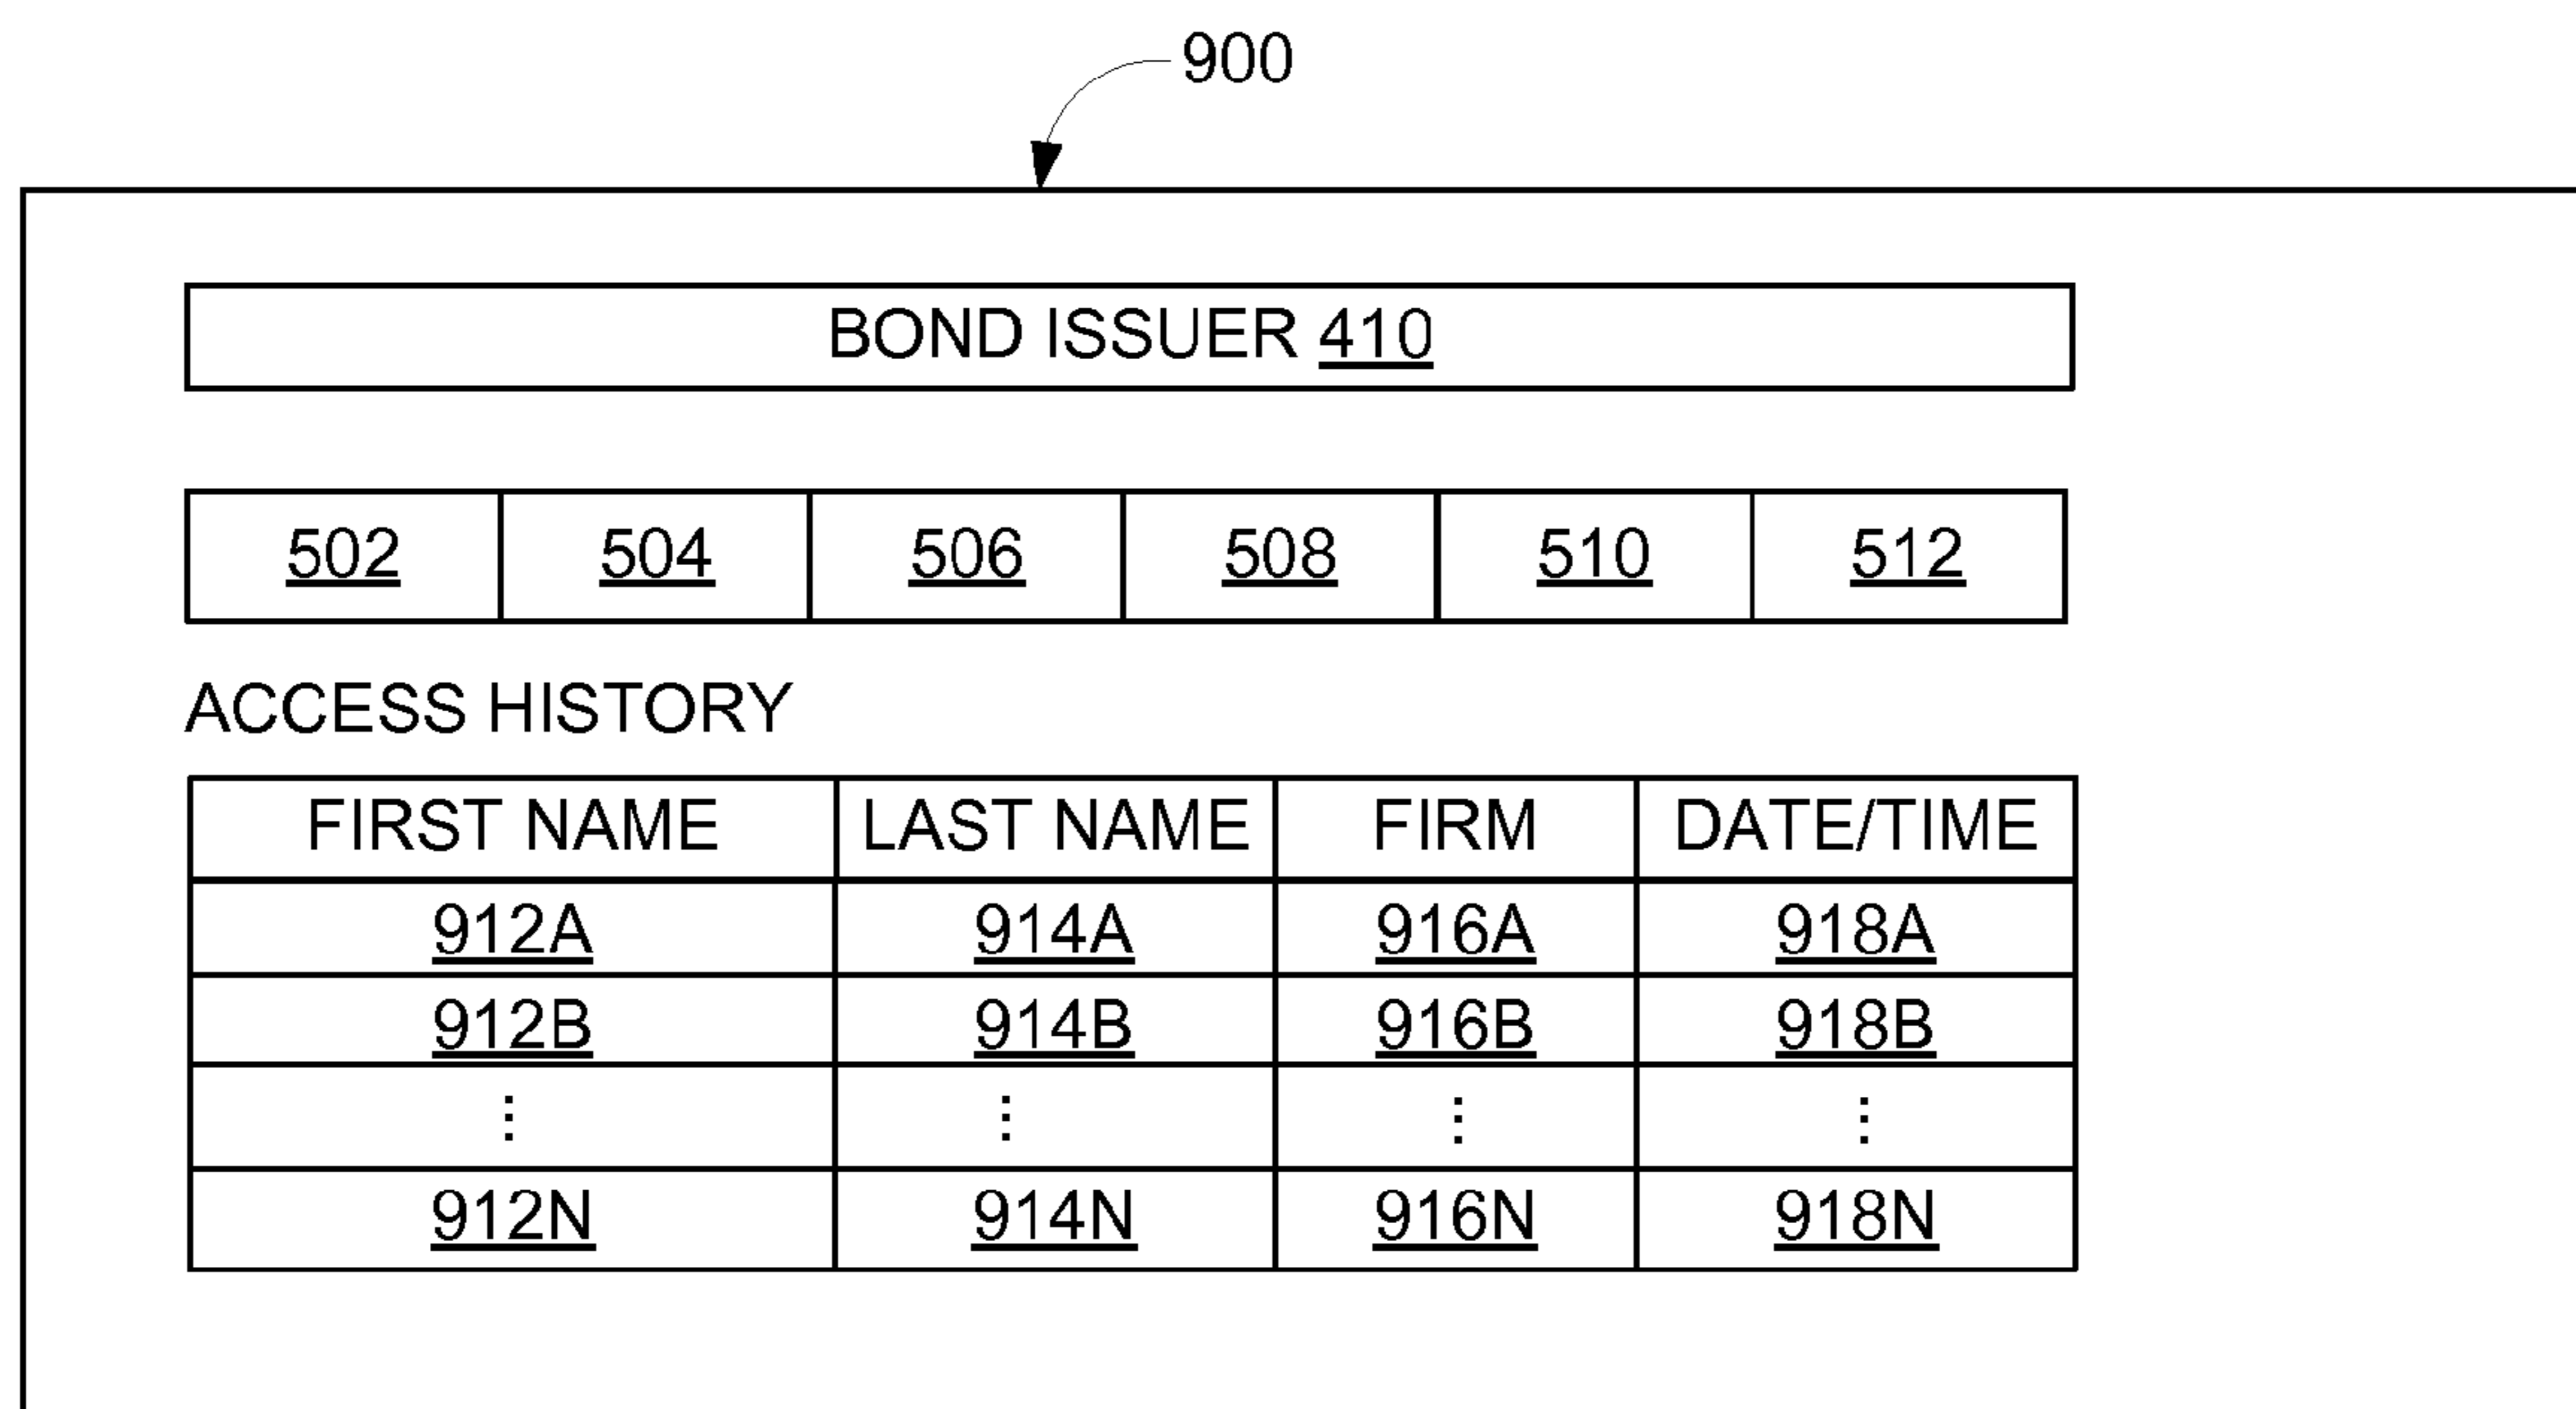 900
BOND ISSUER 410
502 504 506 508 510 512
ACCESS HISTORY
FIRST NAME LAST NAME FIRM DATE/TIME
912A 914A 916A 918A
912B 914B 916B 918B
⋮ ⋮ ⋮ ⋮
912N 914N 916N 918N